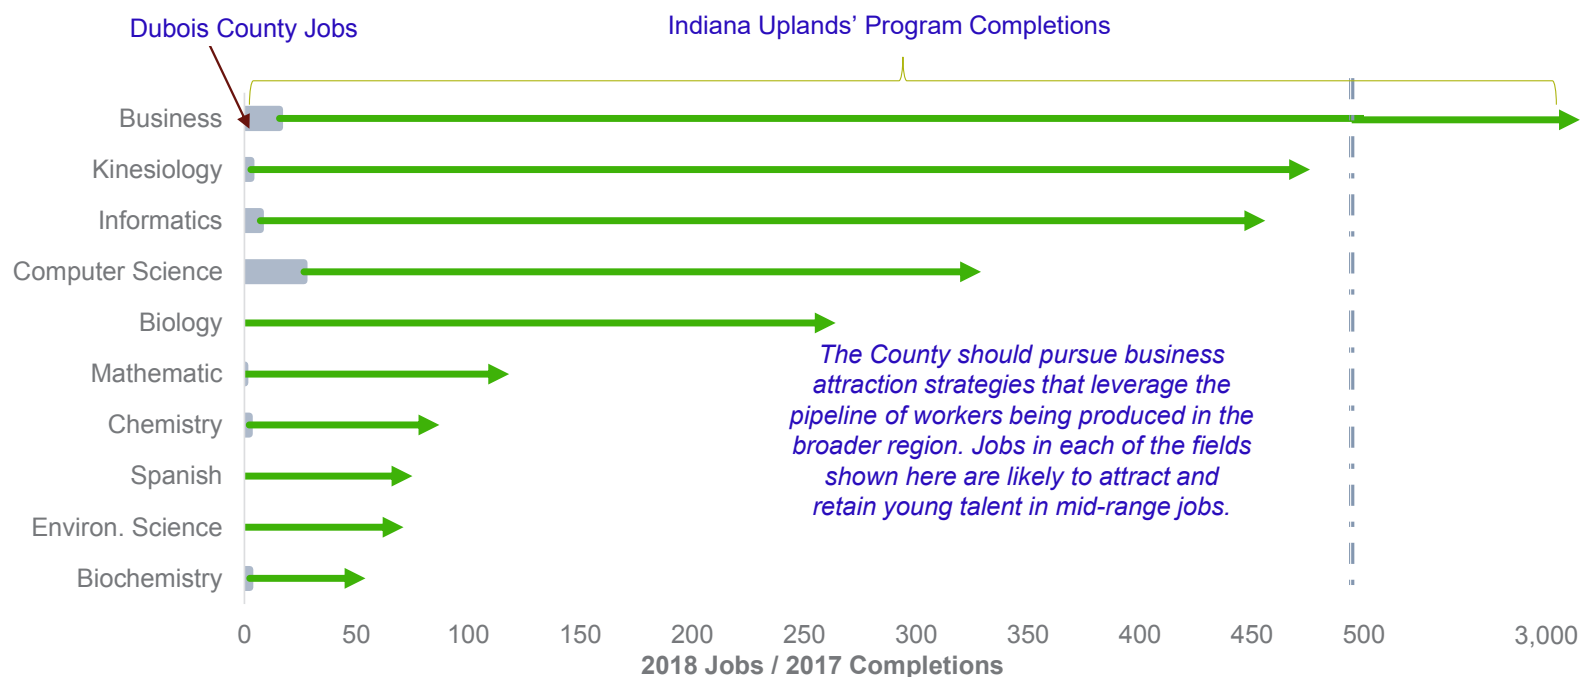 Dubois County Jobs
Indiana Uplands’ Program Completions
Business
Kinesiology
Informatics
Computer Science
Biology
Mathematic
Chemistry
Spanish
Environ. Science
Biochemistry
The County should pursue business
attraction strategies that leverage the
pipeline of workers being produced in the
broader region. Jobs in each of the fields
shown here are likely to attract and
retain young talent in mid-range jobs.
0 50 100 150 200 250 300 350 400 450 500 3,000
2018 Jobs / 2017 Completions